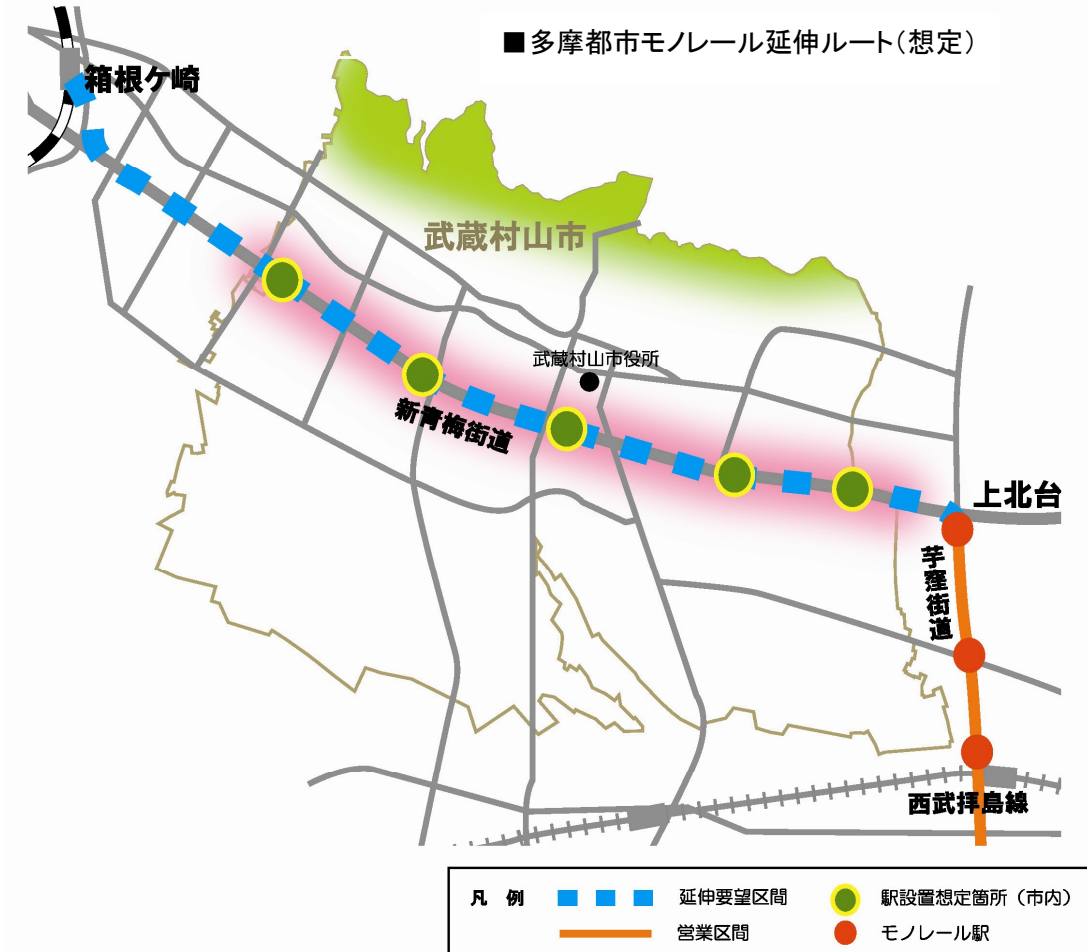 ■多摩都市モノレール延伸ルート(想定)
箱根ケ崎
武蔵村山市
武蔵村山市役所
新青梅街道
上北台
芋窪街道
西武拝島線
凡 例
延伸要望区間
駅設置想定箇所(市内)
営業区間
モノレール駅